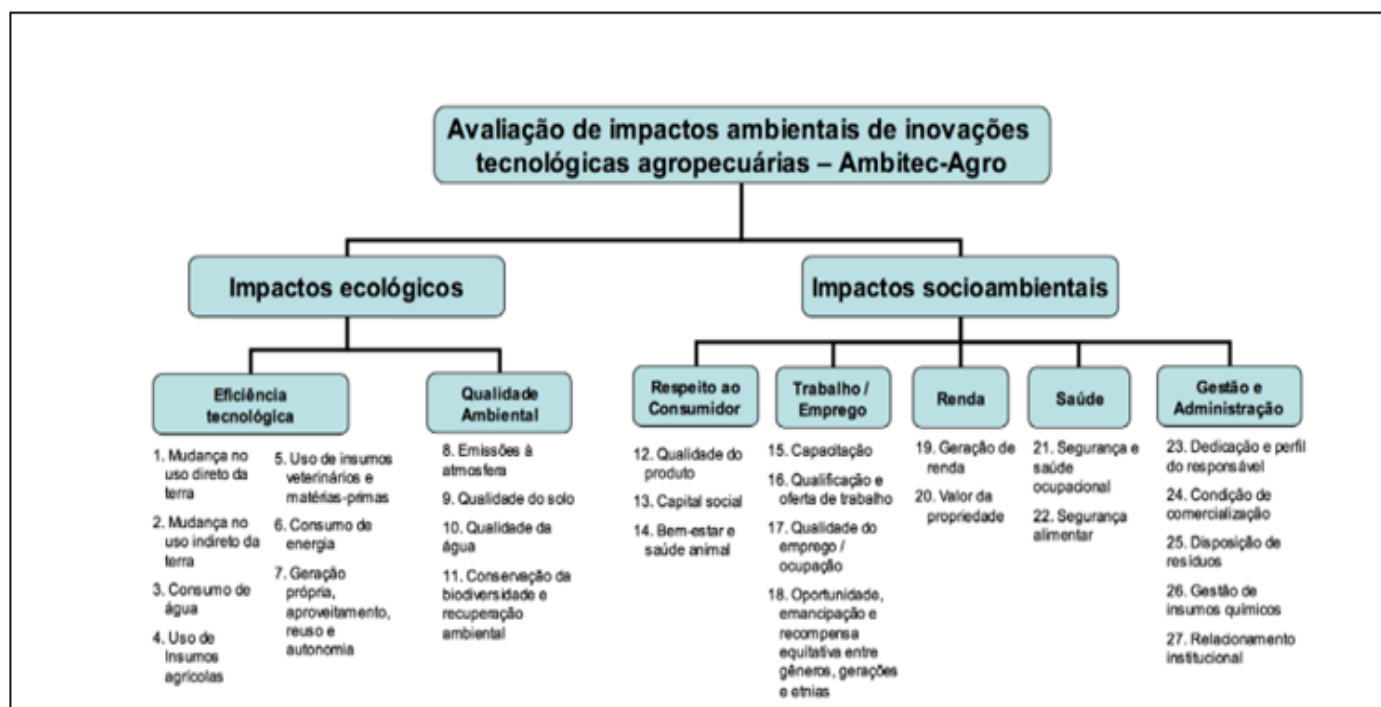 Avaliação de impactos ambientais de inovações
tecnológicas agropecuárias – Ambitec-Agro
Impactos ecológicos
Impactos socioambientais
Eficiência
tecnológica
1. Mudança no
uso direto da
terra
2. Mudança no
uso indireto da
terra
3. Consumo de
água
4. Uso de
Insumos
agrícolas
5. Uso de insumos
veterinários e
matérias-primas
6. Consumo de
energia
7. Geração
própria,
aproveitamento,
reuso e
autonomia
Qualidade
Ambiental
8. Emissões à
atmosfera
9. Qualidade do solo
10. Qualidade da
água
11. Conservação da
biodiversidade e
recuperação
ambiental
Respeito ao
Consumidor
12. Qualidade do
produto
13. Capital social
14. Bem-estar e
saúde animal
Trabalho /
Emprego
15. Capacitação
16. Qualificação e
oferta de trabalho
17. Qualidade do
emprego /
ocupação
18. Oportunidade,
emancipação e
recompensa
equitativa entre
gêneros, gerações
e etnias
Renda
19. Geração de
renda
20. Valor da
propriedade
Saúde
21. Segurança e
saúde
ocupacional
22. Segurança
alimentar
Gestão e
Administração
23. Dedicação e perfil
do responsável
24. Condição de
comercialização
25. Disposição de
resíduos
26. Gestão de
insumos químicos
27. Relacionamento
institucional